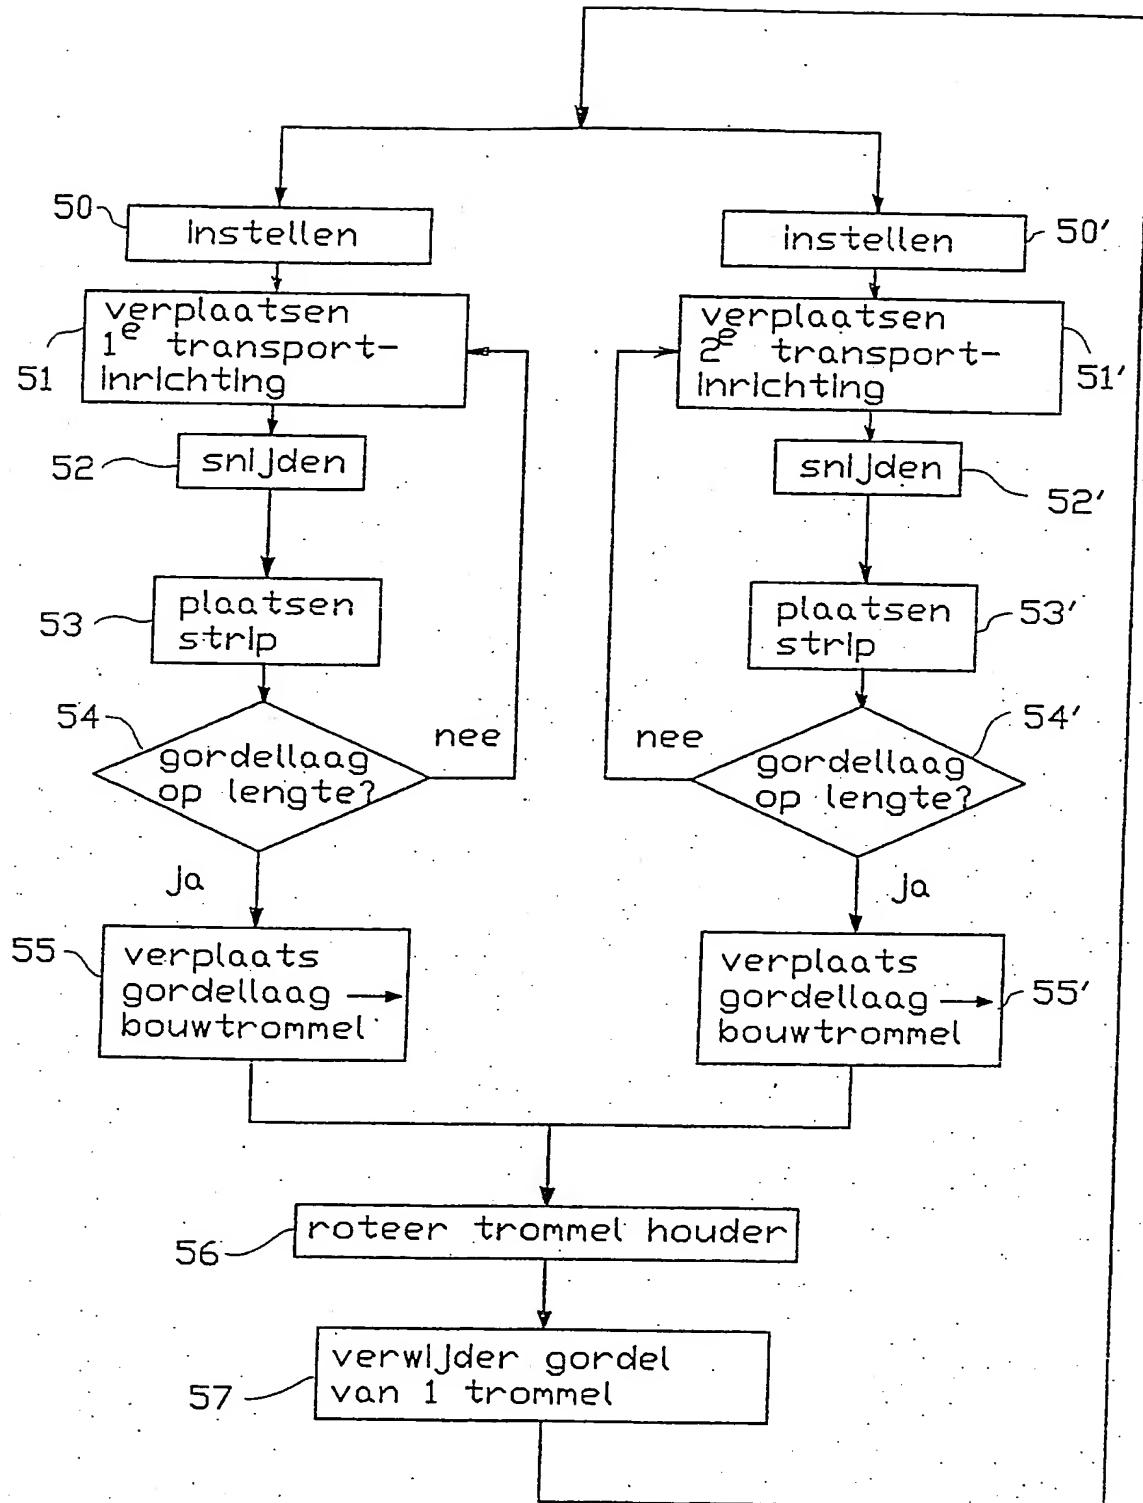 50
instellen
instellen
50'
verplaatsen
1e transport-
inrichting
51
verplaatsen
2e transport-
inrichting
51'
52
snijden
snijden
52'
53
plaatsen
strip
plaatsen
strip
53'
54
gordellaag
op lengte?
nee
nee
gordellaag
op lengte?
54'
ja
ja
55
verplaats
gordellaag →
bouwtrommel
verplaats
gordellaag →
bouwtrommel
55'
roteer trommel houder
56
verwijder gordel
van 1 trommel
57